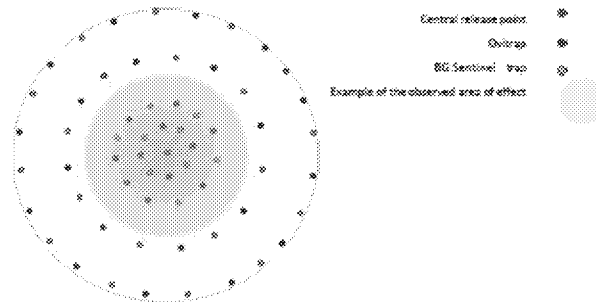 Central release point
Ovitrap
BG Sentinel trap
Example of the observed area of effect